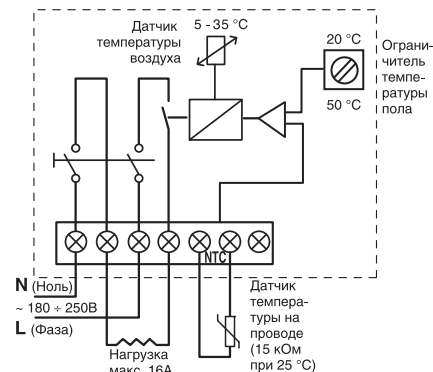 Датчик
температуры
воздуха
5 - 35 °C
20 °C
50 °C
Ограни-
читель
темпе-
ратуры
пола
NTC
N (Ноль)
~ 180 ÷ 250В
L (Фаза)
Нагрузка
макс. 16А
Датчик
темпера-
туры на
проводе
(15 кОм
при 25 °C)